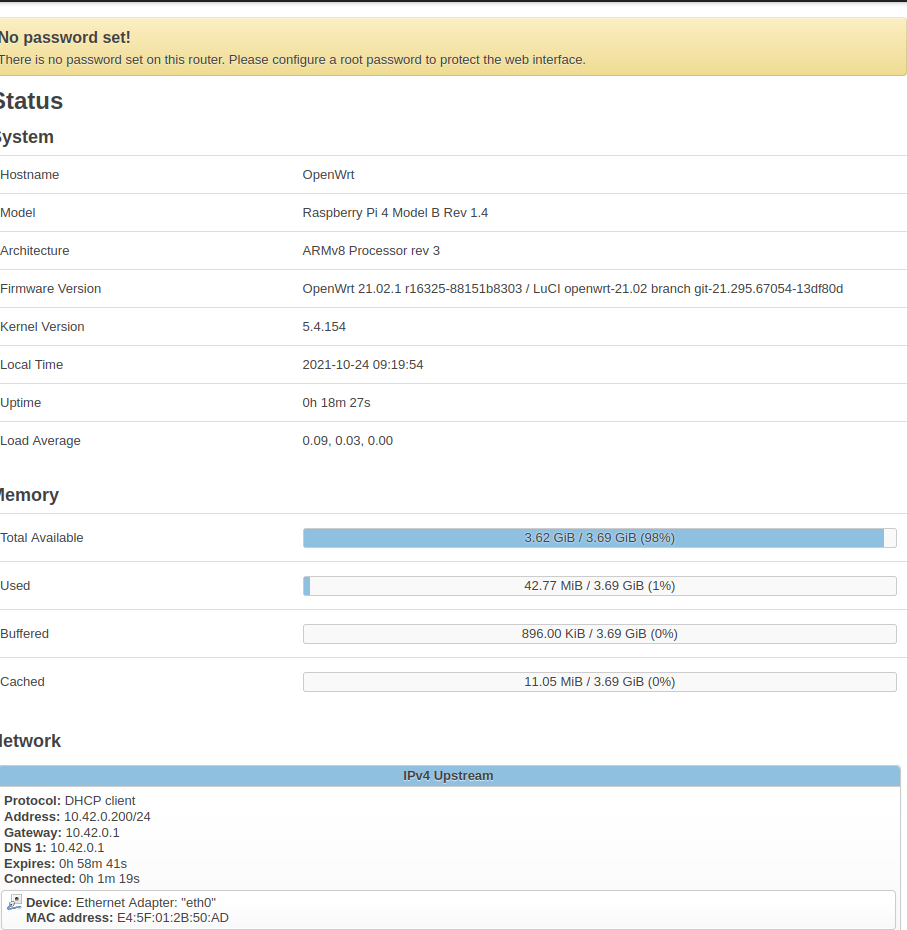 No password set!
There is no password set on this router. Please configure a root password to protect the web interface.
Status
System
Hostname OpenWrt
Model Raspberry Pi 4 Model B Rev 1.4
Architecture ARMv8 Processor rev 3
Firmware Version OpenWrt 21.02.1 r16325-88151b8303 / LuCI openwrt-21.02 branch git-21.295.67054-13df80d
Kernel Version 5.4.154
Local Time 2021-10-24 09:19:54
Uptime 0h 18m 27s
Load Average 0.09, 0.03, 0.00
Memory
Total Available 3.62 GiB / 3.69 GiB (98%)
Used 42.77 MiB / 3.69 GiB (1%)
Buffered 896.00 KiB / 3.69 GiB (0%)
Cached 11.05 MiB / 3.69 GiB (0%)
Network
IPv4 Upstream
Protocol: DHCP client
Address: 10.42.0.200/24
Gateway: 10.42.0.1
DNS 1: 10.42.0.1
Expires: 0h 58m 41s
Connected: 0h 1m 19s
Device: Ethernet Adapter: "eth0"
MAC address: E4:5F:01:2B:50:AD